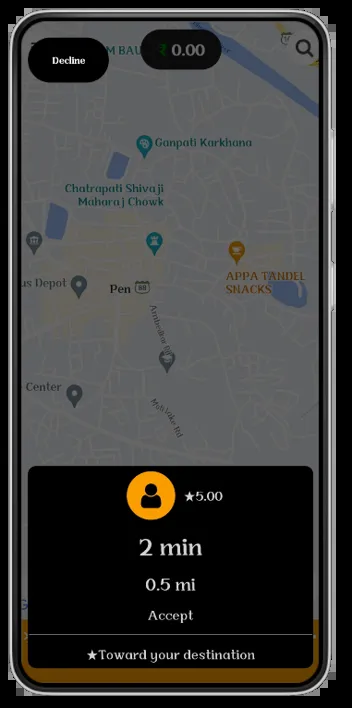 Decline
M BAU
₹ 0.00
Ganpati Karkhana
Chatrapati Shivaji
Maharaj Chowk
us Depot
Pen
APPA TANDEL
SNACKS
Center
★5.00
2 min
0.5 mi
Accept
★Toward your destination